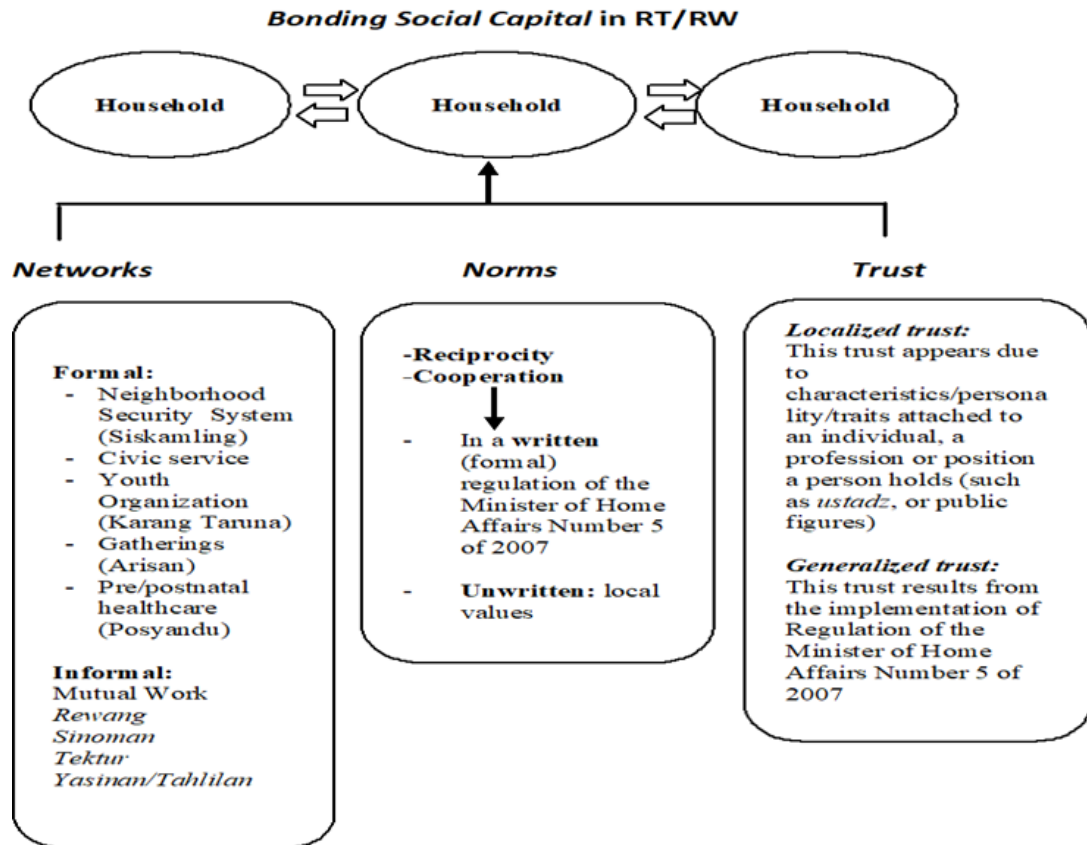 Bonding Social Capital in RT/RW
Household
Household
Household
Networks
Norms
Trust
Formal:
- Neighborhood
Security System
(Siskamling)
- Civic service
- Youth
Organization
(Karang Taruna)
- Gatherings
(Arisan)
- Pre/postnatal
healthcare
(Posyandu)
Informal:
Mutual Work
Rewang
Sinoman
Tektur
Yasinan/Tahlilan
-Reciprocity
-Cooperation
- In a written
(formal)
regulation of the
Minister of Home
Affairs Number 5
of 2007
- Unwritten: local
values
Localized trust:
This trust appears due
to
characteristics/persona
lity/traits attached to
an individual, a
profession or position
a person holds (such
as ustadz, or public
figures)
Generalized trust:
This trust results from
the implementation of
Regulation of the
Minister of Home
Affairs Number 5 of
2007